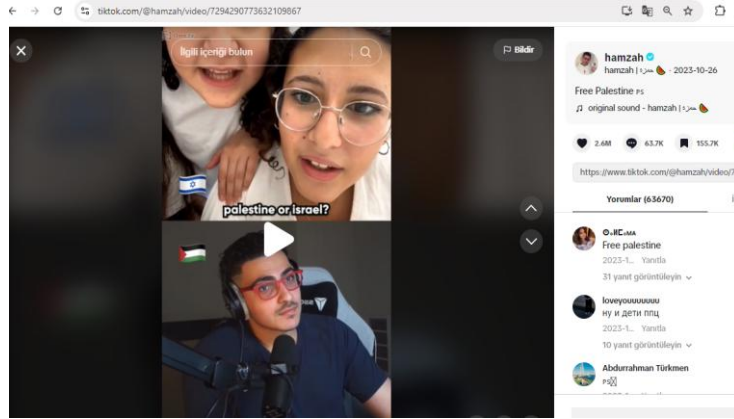 tiktok.com/@hamzah/video/7294290773632109867
İlgili içeriği bulun
Bildir
palestine or israel?
hamzah
hamzah | حمزه 🍉 · 2023-10-26
Free Palestine 🇵🇸
♫ original sound - hamzah | حمزه 🍉
2.6M
63.7K
155.7K
https://www.tiktok.com/@hamzah/video/7
Yorumlar (63670)
Free palestine
2023-1... Yanıtla
31 yanıt görüntüleyin
loveyouuuuuu
ну и дети ппц
2023-1... Yanıtla
10 yanıt görüntüleyin
Abdurrahman Türkmen
PS